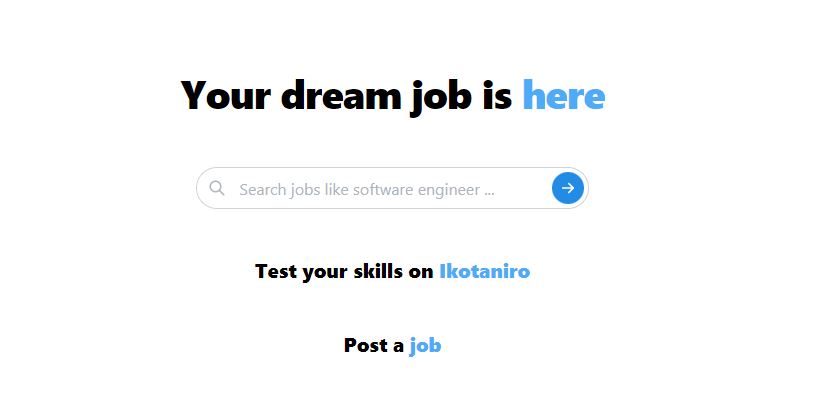 Your dream job is here
Search jobs like software engineer ...
Test your skills on Ikotaniro
Post a job